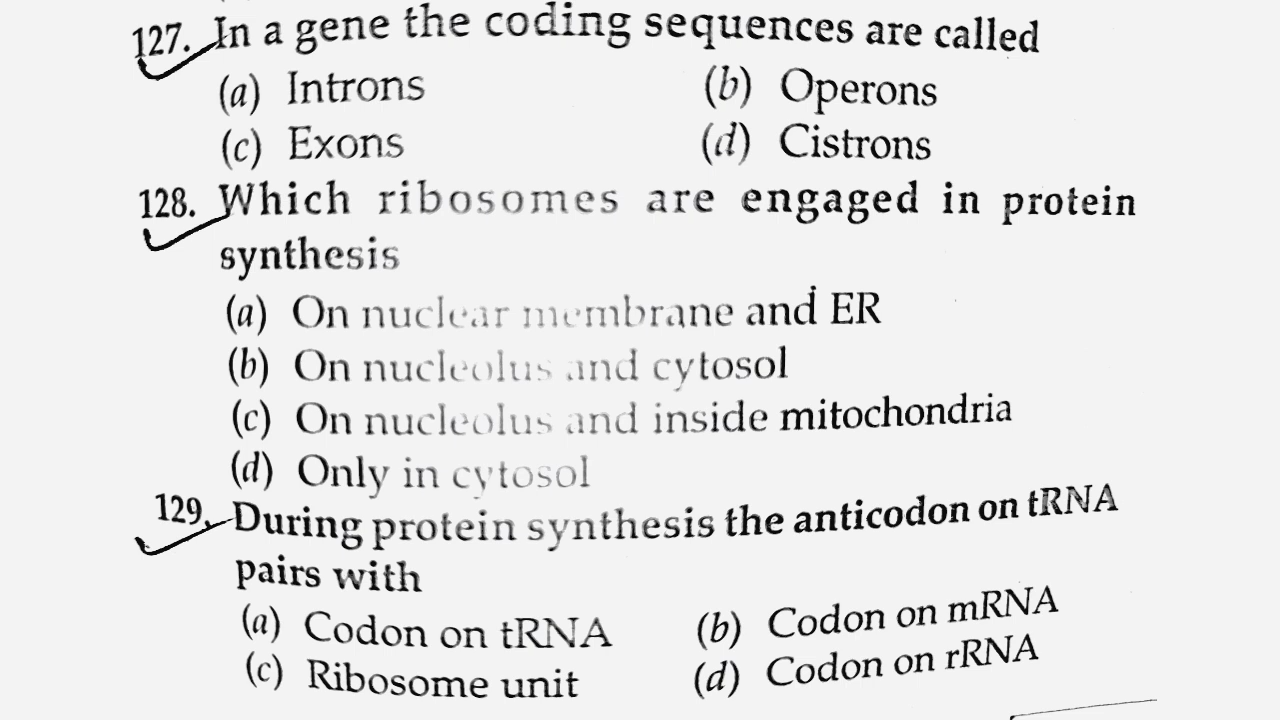 127. In a gene the coding sequences are called
(a) Introns (b) Operons
(c) Exons (d) Cistrons
128. Which ribosomes are engaged in protein
synthesis
(a) On nuclear membrane and ER
(b) On nucleolus and cytosol
(c) On nucleolus and inside mitochondria
(d) Only in cytosol
129. During protein synthesis the anticodon on tRNA
pairs with
(a) Codon on tRNA (b) Codon on mRNA
(c) Ribosome unit (d) Codon on rRNA